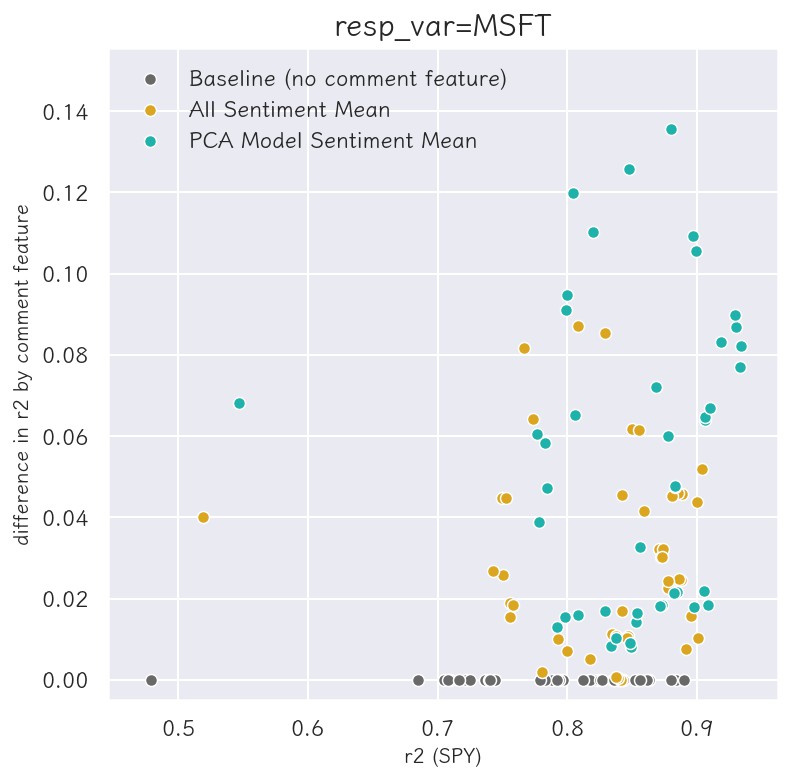 resp_var=MSFT
Baseline (no comment feature)
All Sentiment Mean
PCA Model Sentiment Mean
difference in r2 by comment feature
0.14
0.12
0.10
0.08
0.06
0.04
0.02
0.00
0.5 0.6 0.7 0.8 0.9
r2 (SPY)